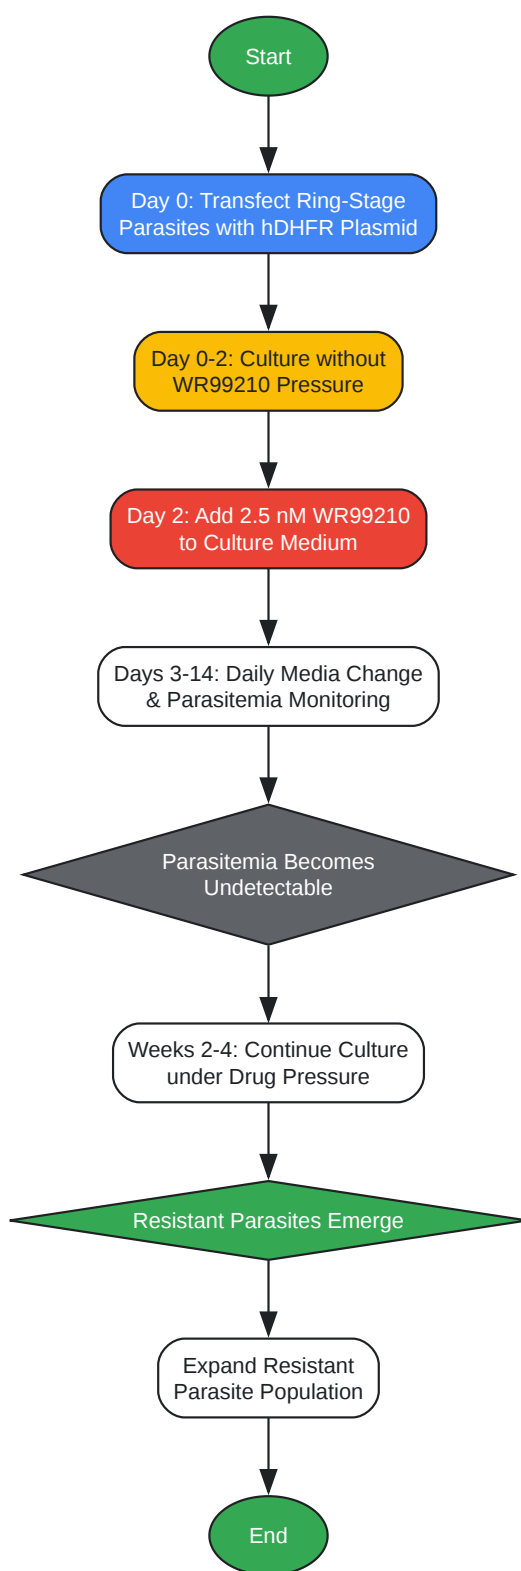 Start
Day 0: Transfect Ring-Stage
Parasites with hDHFR Plasmid
Day 0-2: Culture without
WR99210 Pressure
Day 2: Add 2.5 nM WR99210
to Culture Medium
Days 3-14: Daily Media Change
& Parasitemia Monitoring
Parasitemia Becomes
Undetectable
Weeks 2-4: Continue Culture
under Drug Pressure
Resistant Parasites Emerge
Expand Resistant
Parasite Population
End